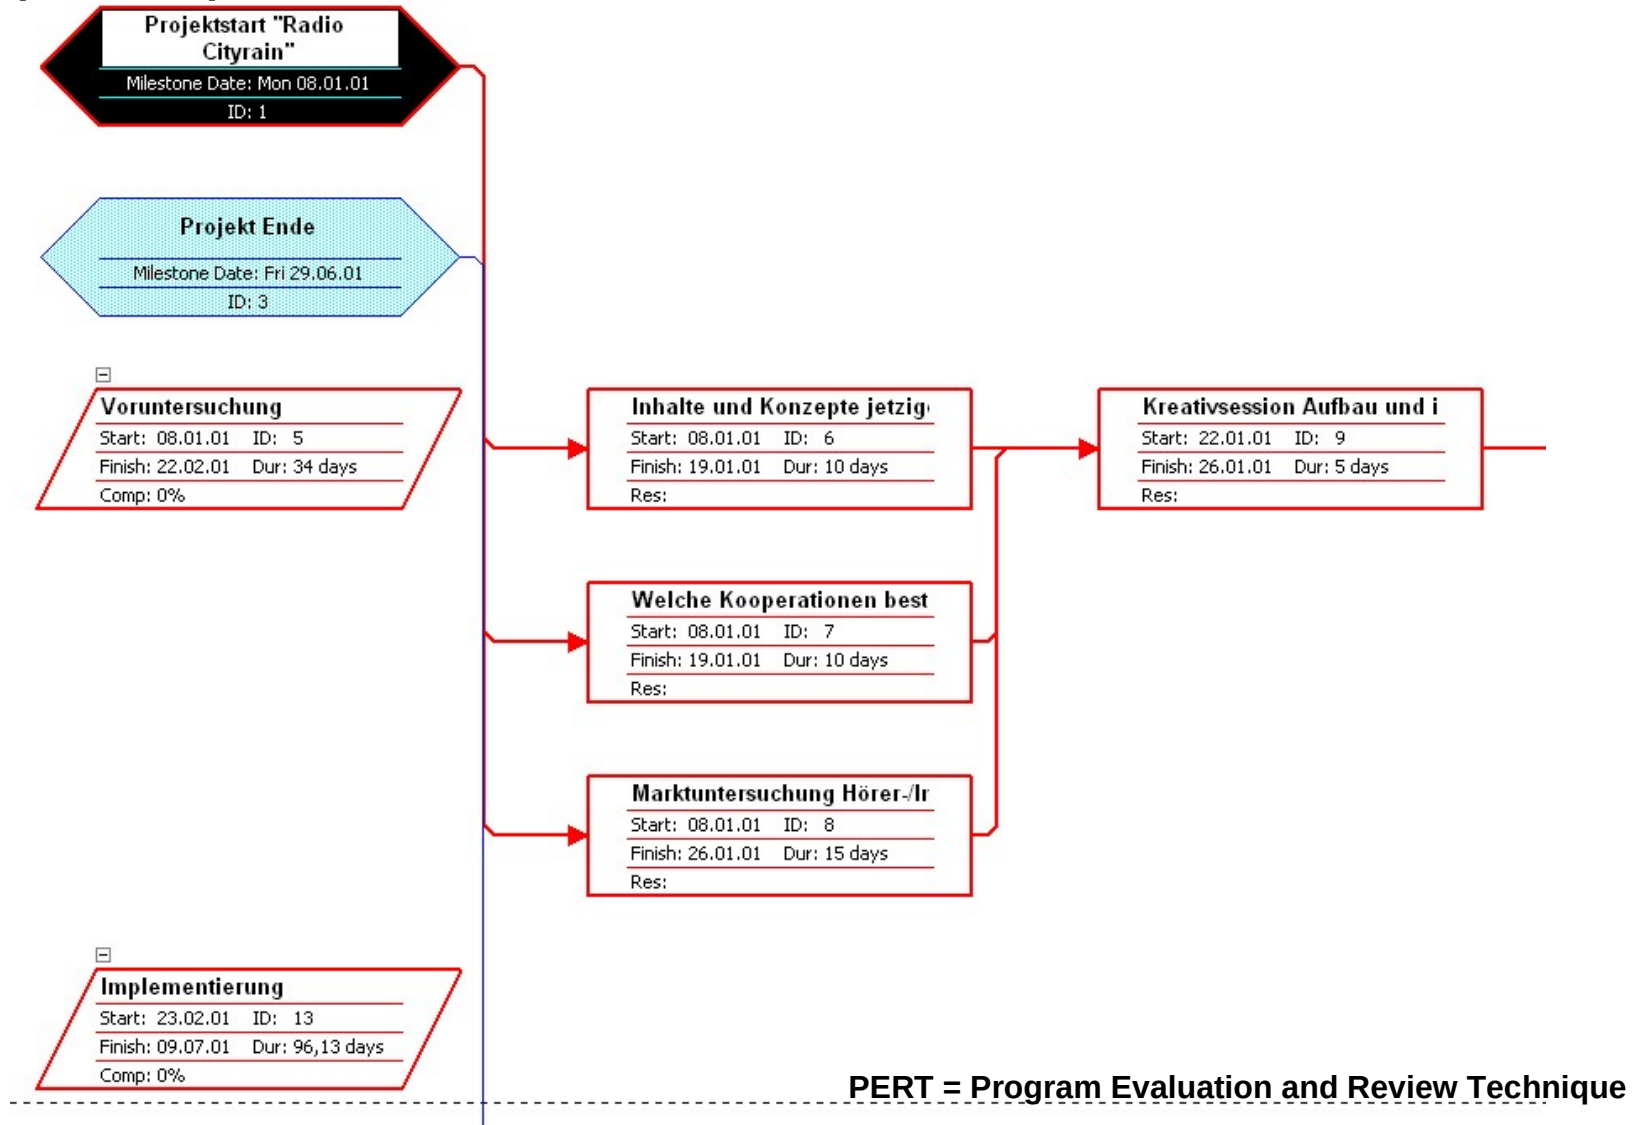 Projektstart "Radio
Cityrain"
Milestone Date: Mon 08.01.01
ID: 1
Projekt Ende
Milestone Date: Fri 29.06.01
ID: 3
Voruntersuchung
Start: 08.01.01 ID: 5
Finish: 22.02.01 Dur: 34 days
Comp: 0%
Inhalte und Konzepte jetzig
Start: 08.01.01 ID: 6
Finish: 19.01.01 Dur: 10 days
Res:
Kreativsession Aufbau und i
Start: 22.01.01 ID: 9
Finish: 26.01.01 Dur: 5 days
Res:
Welche Kooperationen best
Start: 08.01.01 ID: 7
Finish: 19.01.01 Dur: 10 days
Res:
Marktuntersuchung Hörer-/Ir
Start: 08.01.01 ID: 8
Finish: 26.01.01 Dur: 15 days
Res:
Implementierung
Start: 23.02.01 ID: 13
Finish: 09.07.01 Dur: 96,13 days
Comp: 0%
PERT = Program Evaluation and Review Technique